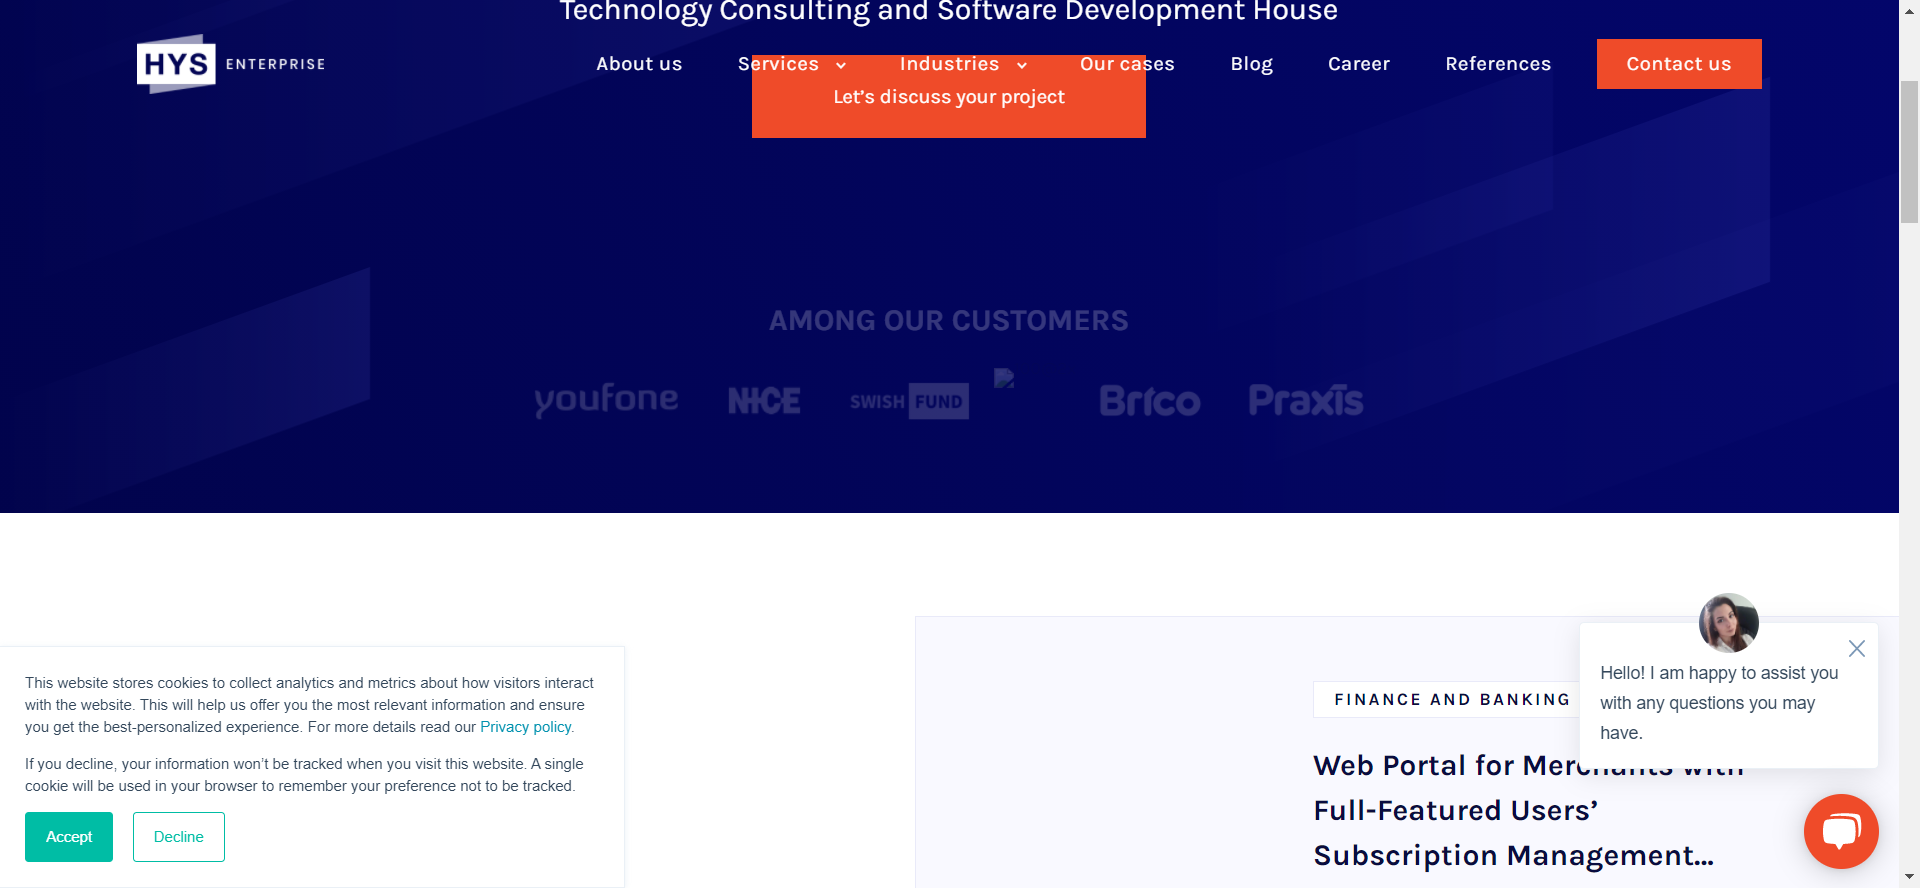 Technology Consulting and Software Development House
HYS ENTERPRISE
About us
Services
Industries
Our cases
Blog
Career
References
Contact us
Let's discuss your project
AMONG OUR CUSTOMERS
youfone
NICE
SWISH FUND
Brico
Praxis
This website stores cookies to collect analytics and metrics about how visitors interact
with the website. This will help us offer you the most relevant information and ensure
you get the best-personalized experience. For more details read our Privacy policy.
If you decline, your information won't be tracked when you visit this website. A single
cookie will be used in your browser to remember your preference not to be tracked.
Accept
Decline
FINANCE AND BANKING
Web Portal for Merchants with
Full-Featured Users’
Subscription Management...
Hello! I am happy to assist you
with any questions you may
have.